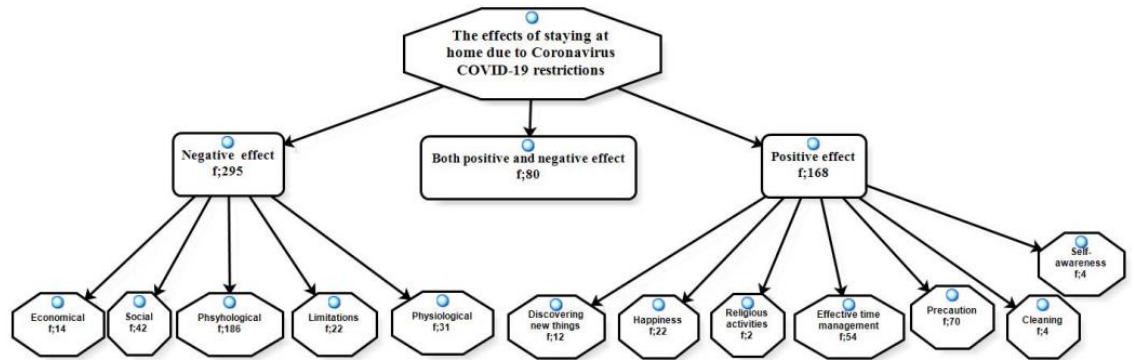 The effects of staying at
home due to Coronavirus
COVID-19 restrictions
Negative effect
f;295
Both positive and negative effect
f;80
Positive effect
f;168
Self-
awareness
f;4
Economical
f;14
Social
f;42
Phsyhological
f;186
Limitations
f;22
Physiological
f;31
Discovering
new things
f;12
Happiness
f;22
Religious
activities
f;2
Effective time
management
f;54
Precaution
f;70
Cleaning
f;4